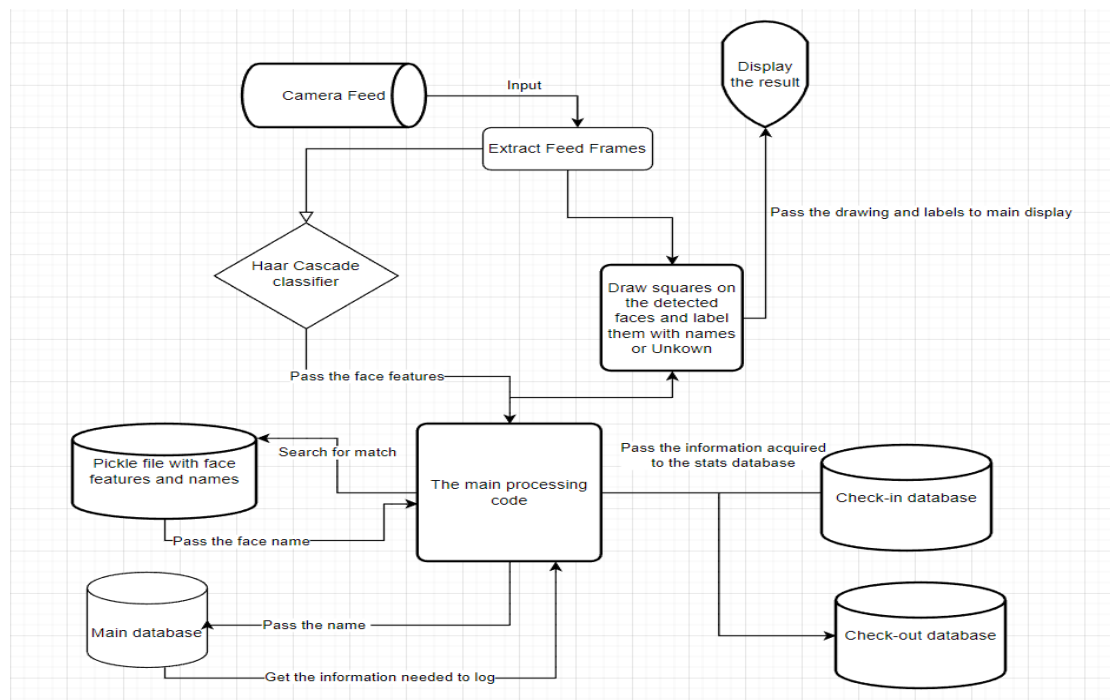 Display
the result
Input
Camera Feed
Extract Feed Frames
Pass the drawing and labels to main display
Haar Cascade
classifier
Draw squares on
the detected
faces and label
them with names
or Unkown
Pass the face features
Pass the information acquired
to the stats database
Search for match
Pickle file with face
features and names
The main processing
code
Check-in database
Pass the face name
Main database
Pass the name
Check-out database
Get the information needed to log